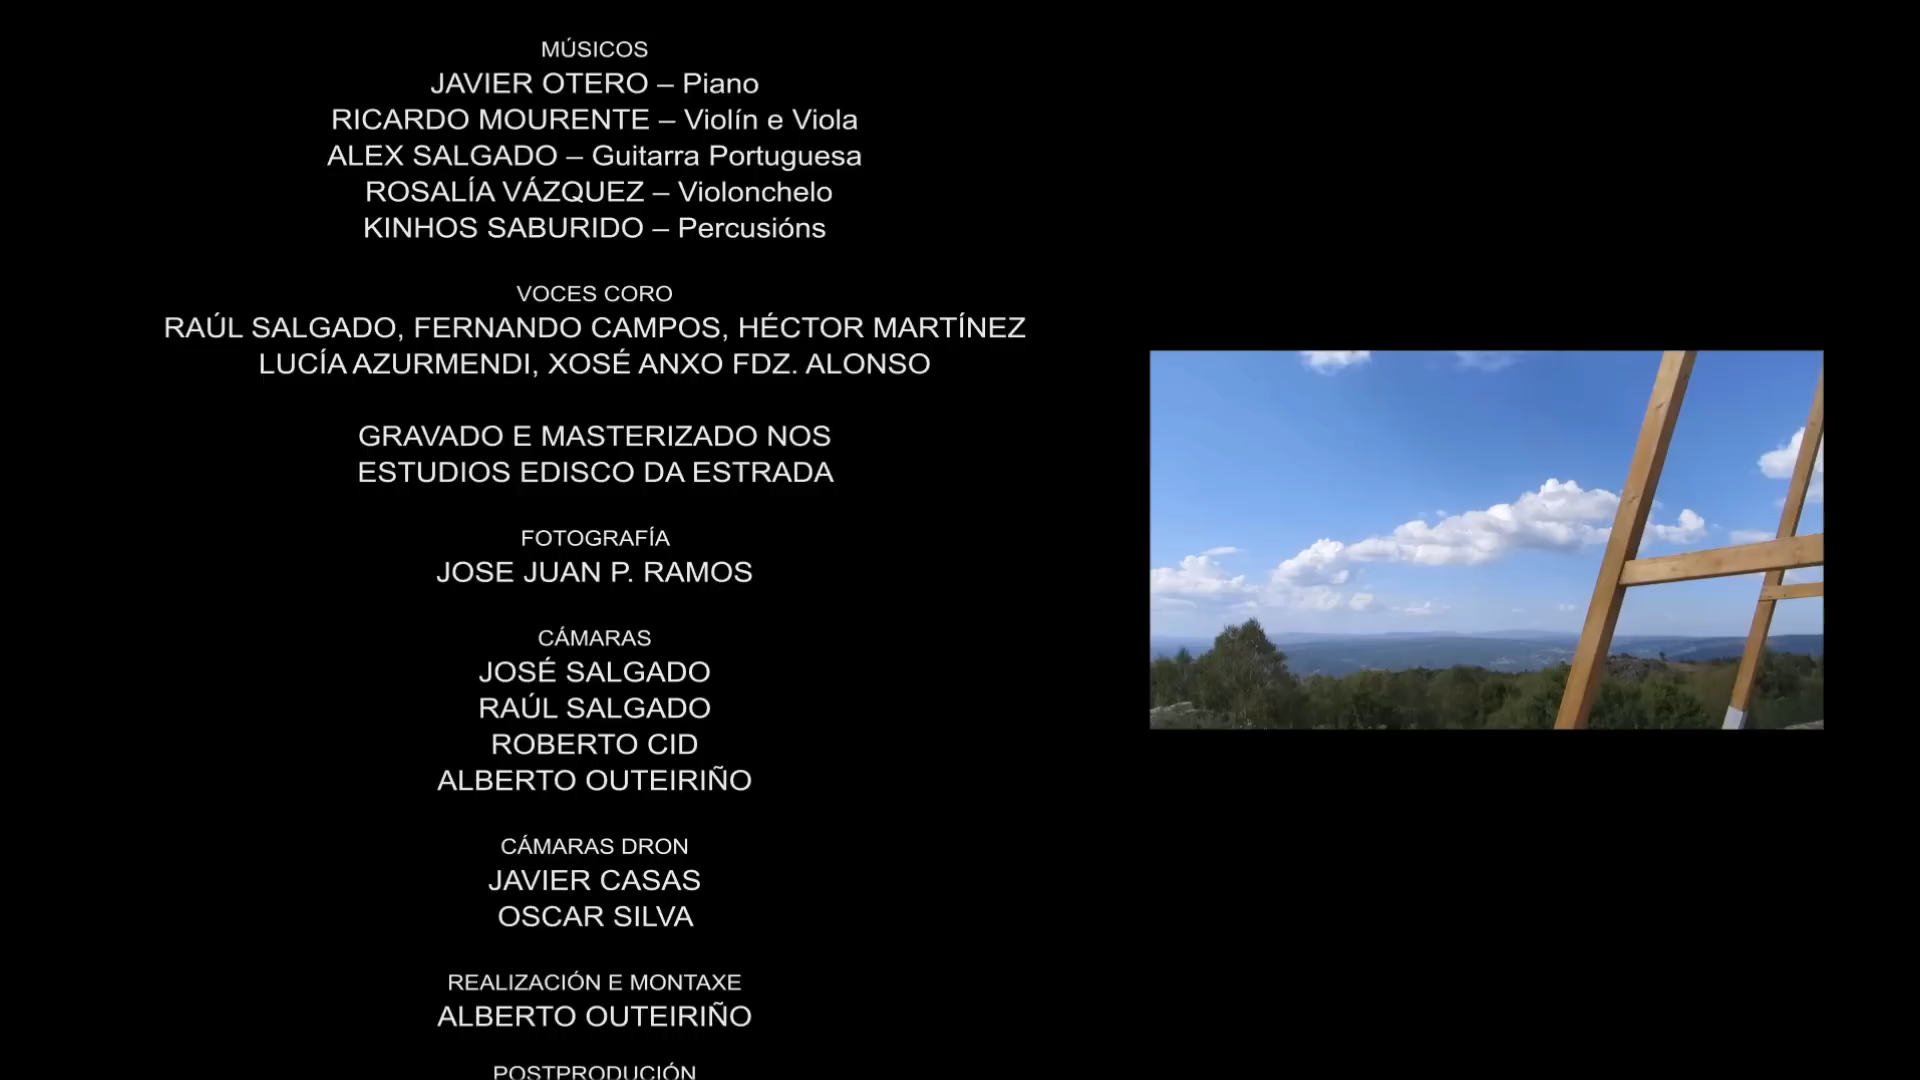 MÚSICOS
JAVIER OTERO – Piano
RICARDO MOURENTE – Violín e Viola
ALEX SALGADO – Guitarra Portuguesa
ROSALÍA VÁZQUEZ – Violonchelo
KINHOS SABURIDO – Percusións
VOCES CORO
RAÚL SALGADO, FERNANDO CAMPOS, HÉCTOR MARTÍNEZ
LUCÍA AZURMENDI, XOSÉ ANXO FDZ. ALONSO
GRAVADO E MASTERIZADO NOS
ESTUDIOS EDISCO DA ESTRADA
FOTOGRAFÍA
JOSE JUAN P. RAMOS
CÁMARAS
JOSÉ SALGADO
RAÚL SALGADO
ROBERTO CID
ALBERTO OUTEIRIÑO
CÁMARAS DRON
JAVIER CASAS
OSCAR SILVA
REALIZACIÓN E MONTAXE
ALBERTO OUTEIRIÑO
POSTPRODUCIÓN